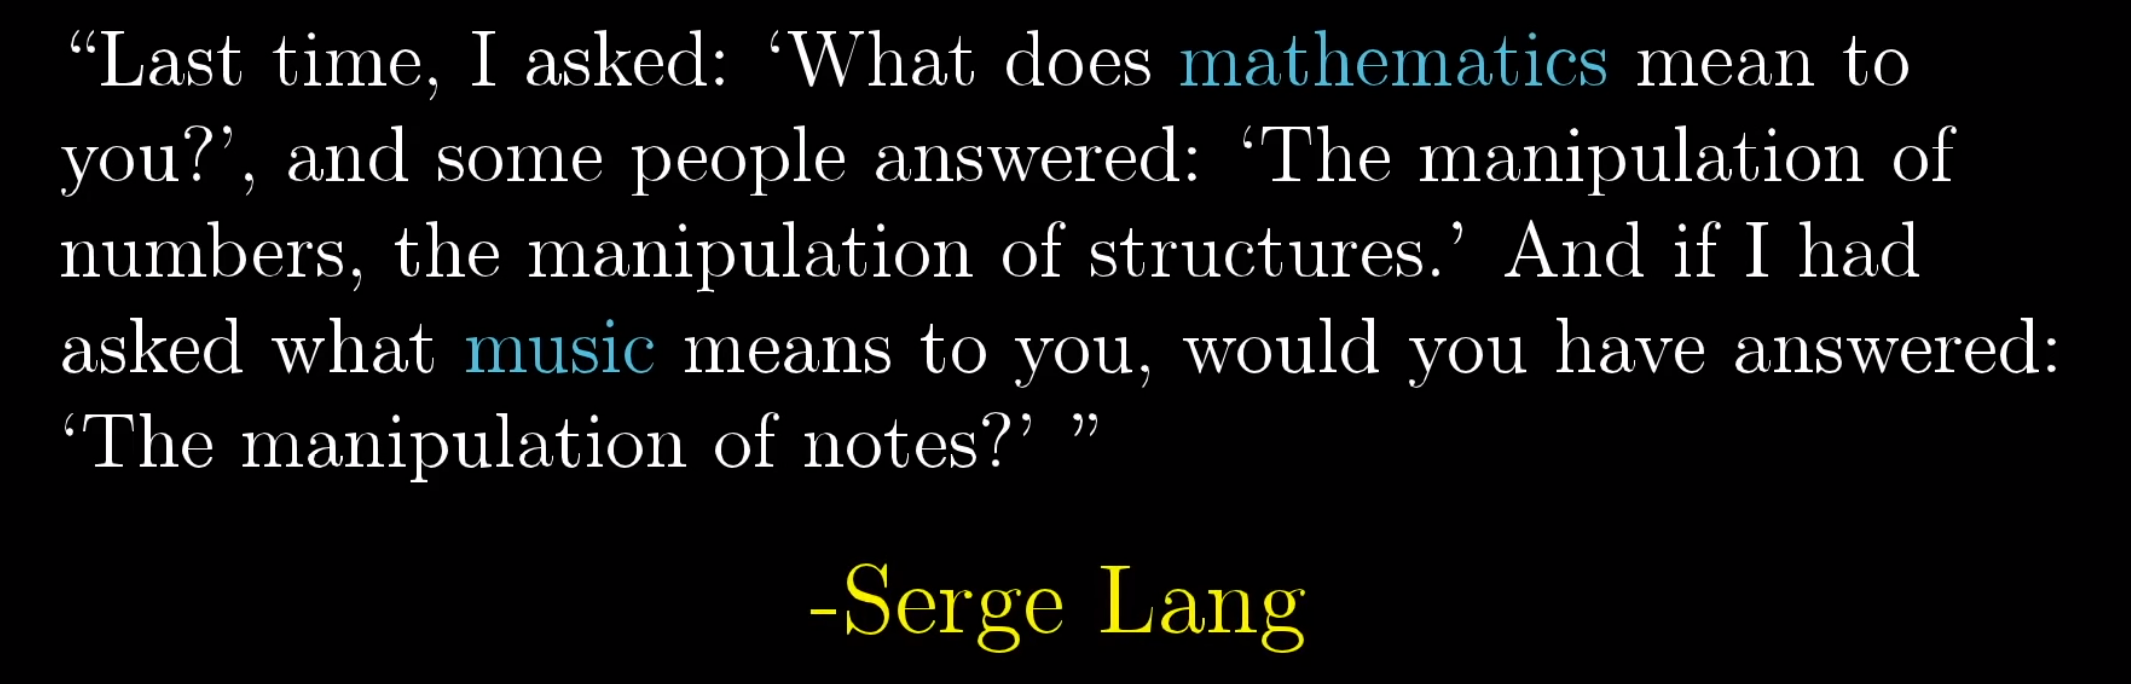 “Last time, I asked: ‘What does mathematics mean to
you?’, and some people answered: ‘The manipulation of
numbers, the manipulation of structures.’ And if I had
asked what music means to you, would you have answered:
‘The manipulation of notes?’ ”
-Serge Lang